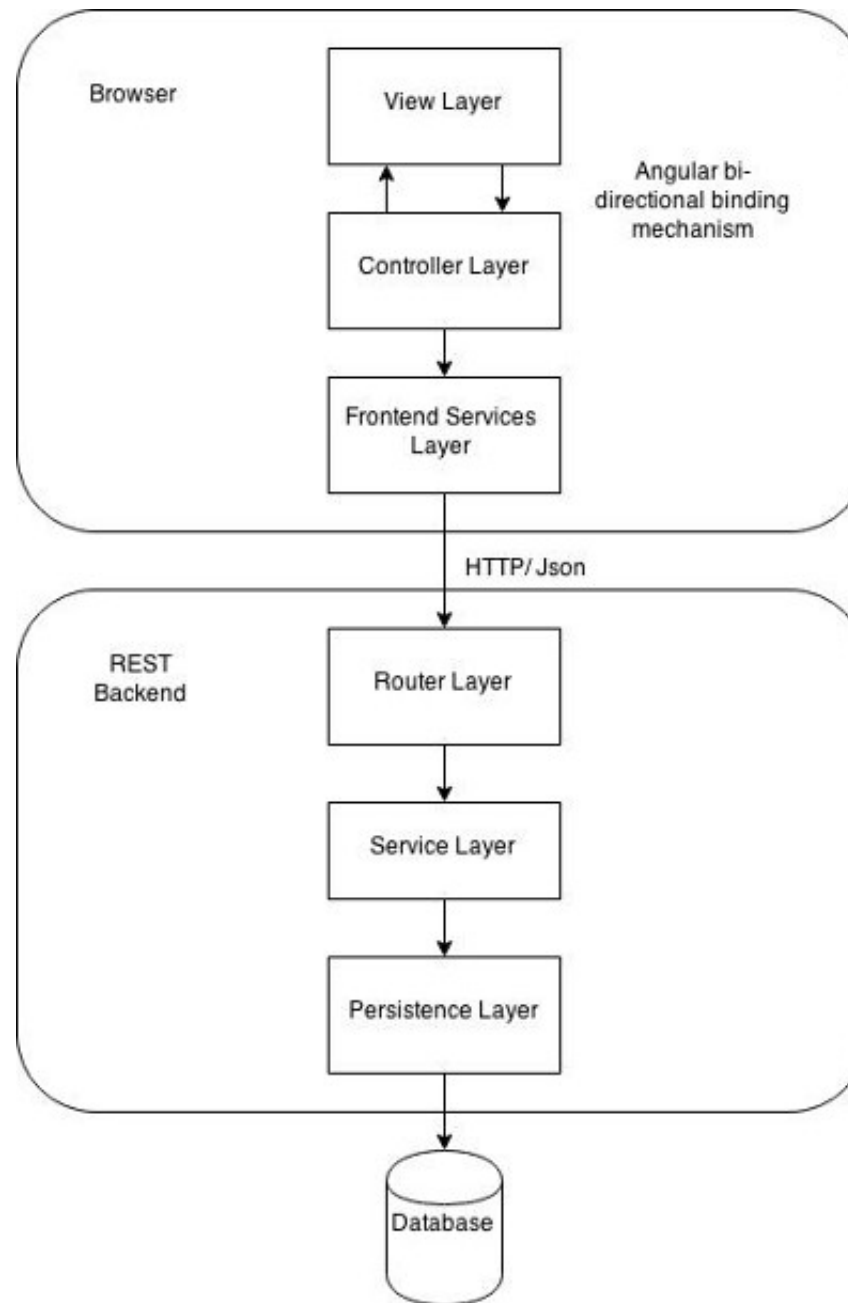 Browser
View Layer
Angular bi-
directional binding
mechanism
Controller Layer
Frontend Services
Layer
HTTP/ Json
REST
Backend
Router Layer
Service Layer
Persistence Layer
Database